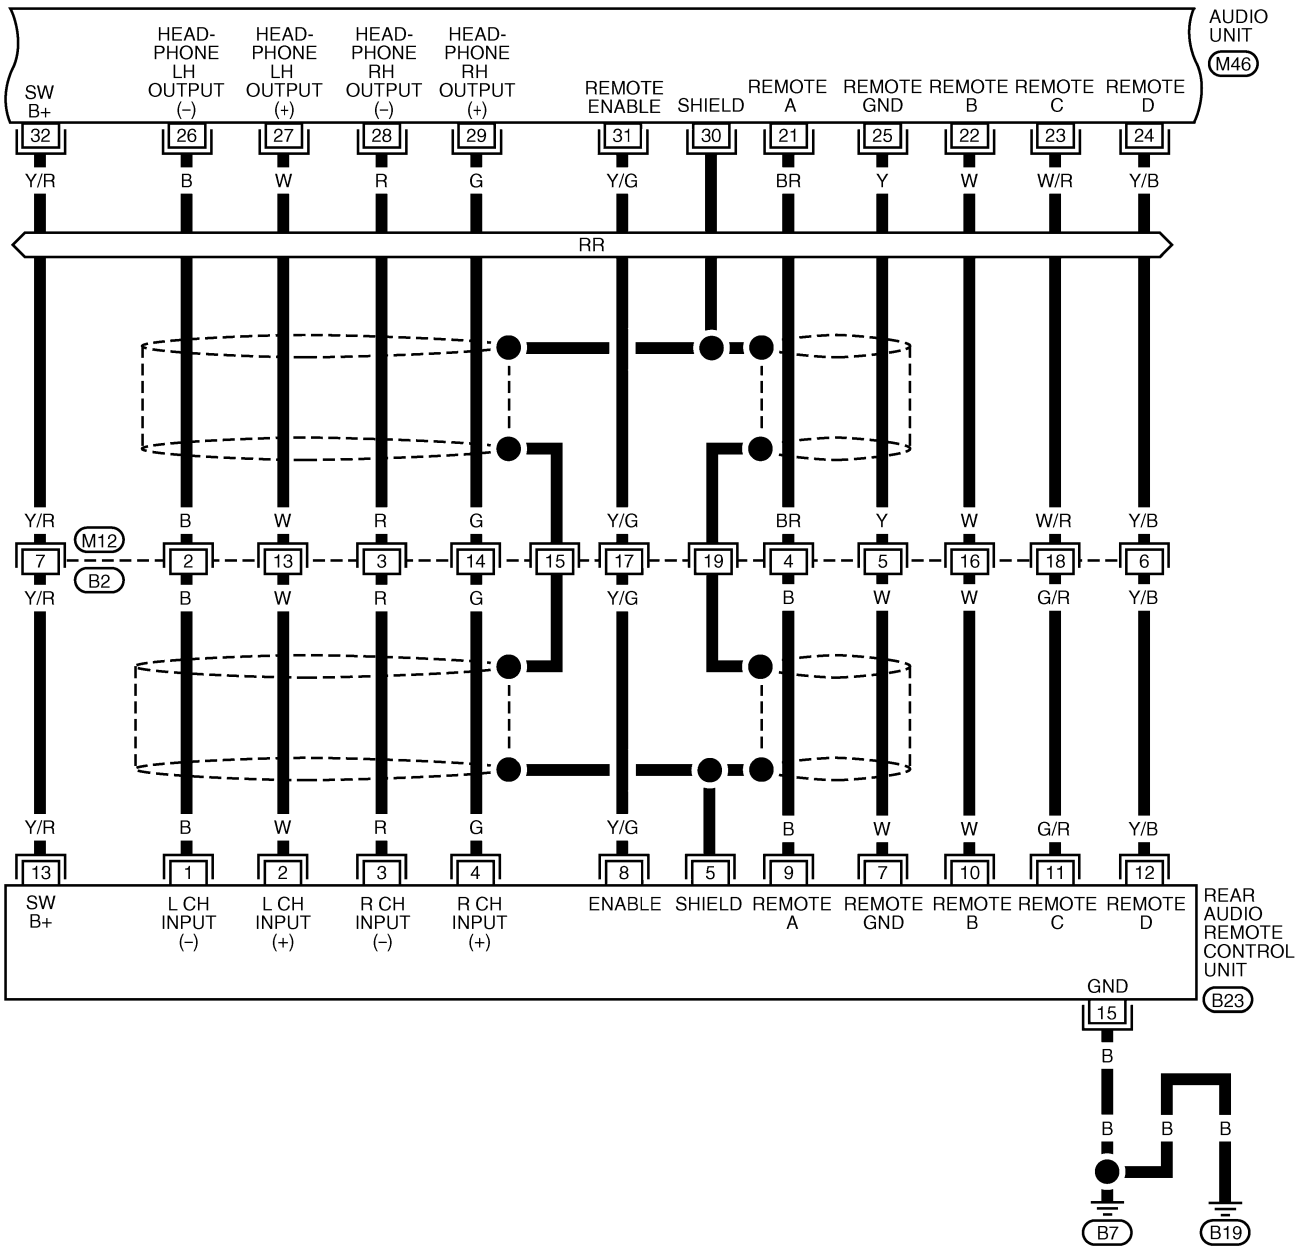 AUDIO
UNIT
M46
SW
B+
HEAD-
PHONE
LH
OUTPUT
(–)
HEAD-
PHONE
LH
OUTPUT
(+)
HEAD-
PHONE
RH
OUTPUT
(–)
HEAD-
PHONE
RH
OUTPUT
(+)
REMOTE
ENABLE
SHIELD
REMOTE
A
REMOTE
GND
REMOTE
B
REMOTE
C
REMOTE
D
32 26 27 28 29 31 30 21 25 22 23 24
Y/R B W R G Y/G BR Y W W/R Y/B
RR
Y/R B W R G Y/G BR Y W W/R Y/B
M12
7 2 13 3 14 15 17 19 4 5 16 18 6
B2
Y/R B W R G Y/G B W W G/R Y/B
Y/R B W R G Y/G B W W G/R Y/B
13 1 2 3 4 8 5 9 7 10 11 12
SW
B+
L CH
INPUT
(–)
L CH
INPUT
(+)
R CH
INPUT
(–)
R CH
INPUT
(+)
ENABLE
SHIELD
REMOTE
A
REMOTE
GND
REMOTE
B
REMOTE
C
REMOTE
D
REAR
AUDIO
REMOTE
CONTROL
UNIT
B23
GND
15
B
B B B
B7 B19